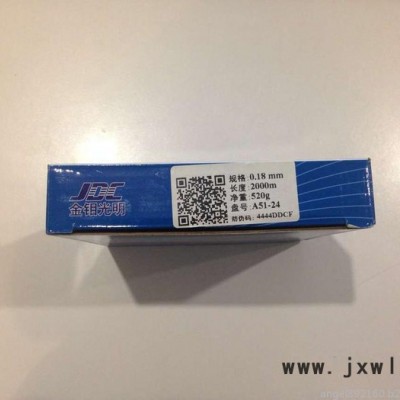 JDC
金钼光明
规格: 0.18 mm
长度: 2000m
净重: 520g
盘号: A51-24
防伪码: 4444DDCF
www.jxwl